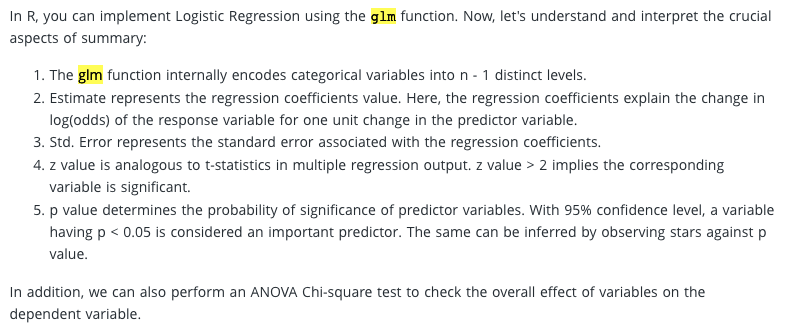 In R, you can implement Logistic Regression using the glm function. Now, let's understand and interpret the crucial
aspects of summary:
1. The glm function internally encodes categorical variables into n - 1 distinct levels.
2. Estimate represents the regression coefficients value. Here, the regression coefficients explain the change in
log(odds) of the response variable for one unit change in the predictor variable.
3. Std. Error represents the standard error associated with the regression coefficients.
4. z value is analogous to t-statistics in multiple regression output. z value > 2 implies the corresponding
variable is significant.
5. p value determines the probability of significance of predictor variables. With 95% confidence level, a variable
having p < 0.05 is considered an important predictor. The same can be inferred by observing stars against p
value.
In addition, we can also perform an ANOVA Chi-square test to check the overall effect of variables on the
dependent variable.